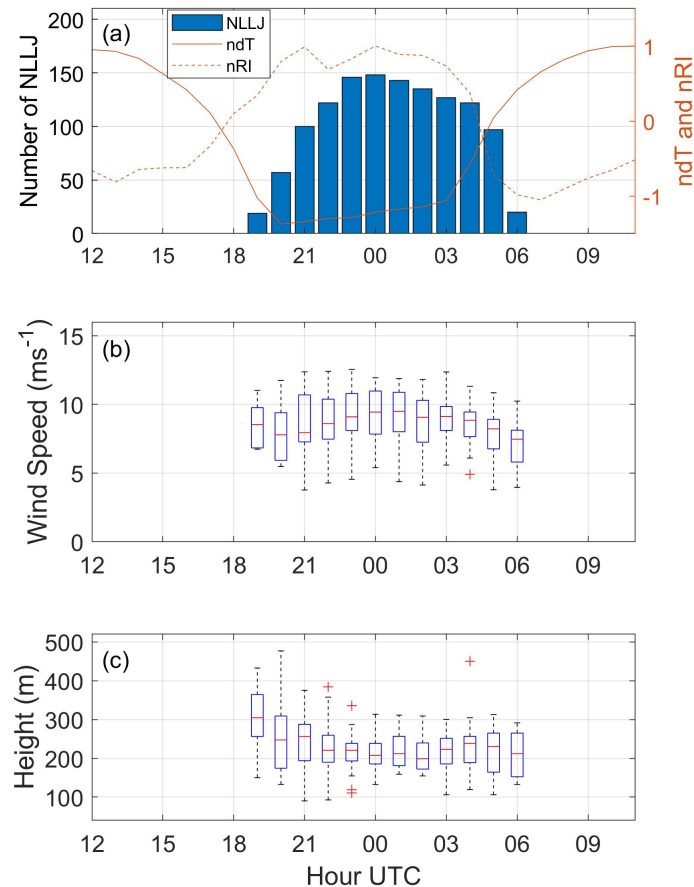 (a)
NLLJ
ndT
nRI
Number of NLLJ
200
150
100
50
0
1
0
-1
ndT and nRI
12 15 18 21 00 03 06 09
(b)
Wind Speed (ms⁻¹)
15
10
5
0
12 15 18 21 00 03 06 09
(c)
Height (m)
500
400
300
200
100
12 15 18 21 00 03 06 09
Hour UTC